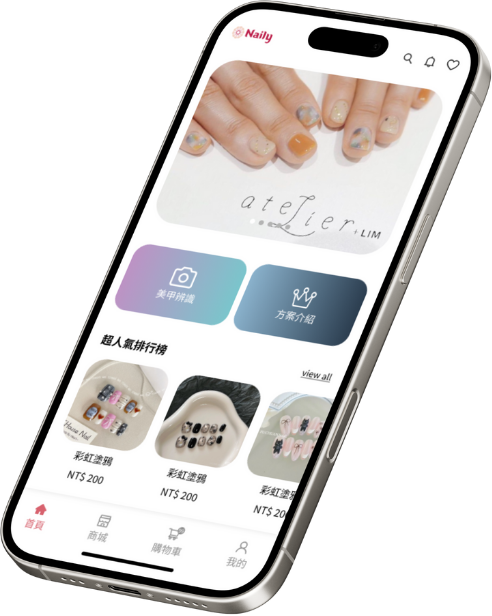 Naily
atelier.LIM
美甲辨識
方案介紹
超人氣排行榜
view all
彩虹塗鴉
NT$ 200
彩虹塗鴉
NT$ 200
彩虹塗
NT$ 20
首頁
商城
購物車
我的